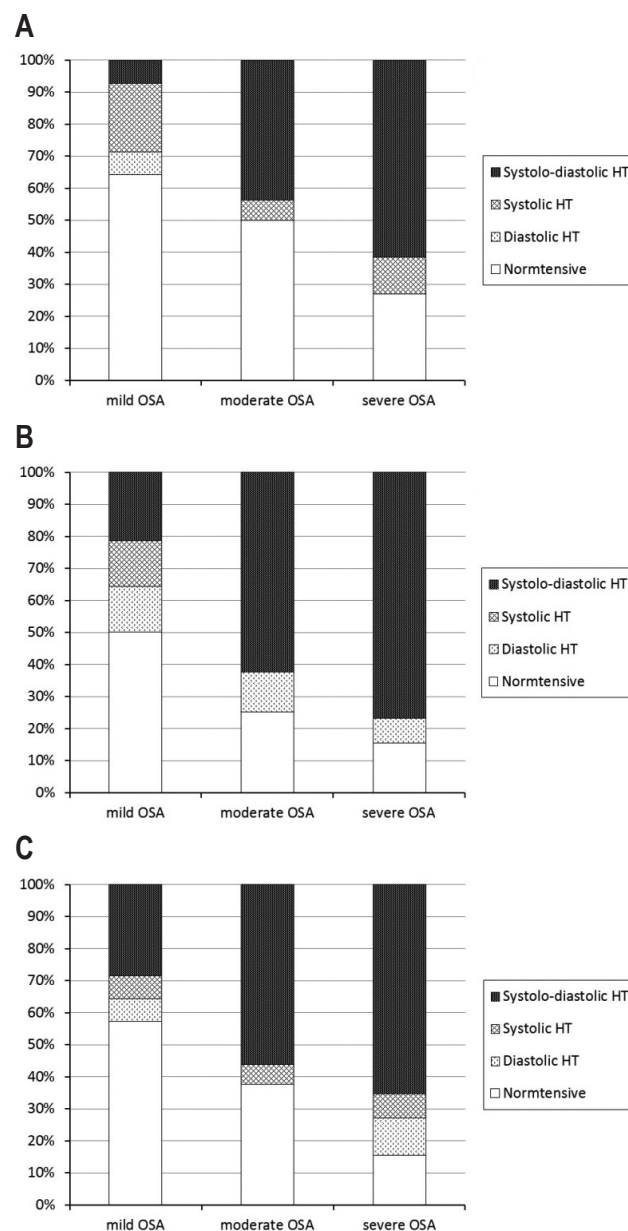 A
100%
90%
80%
70%
60%
50%
40%
30%
20%
10%
0%
mild OSA moderate OSA severe OSA
Systolo-diastolic HT
Systolic HT
Diastolic HT
Normtensive
B
100%
90%
80%
70%
60%
50%
40%
30%
20%
10%
0%
mild OSA moderate OSA severe OSA
Systolo-diastolic HT
Systolic HT
Diastolic HT
Normtensive
C
100%
90%
80%
70%
60%
50%
40%
30%
20%
10%
0%
mild OSA moderate OSA severe OSA
Systolo-diastolic HT
Systolic HT
Diastolic HT
Normtensive